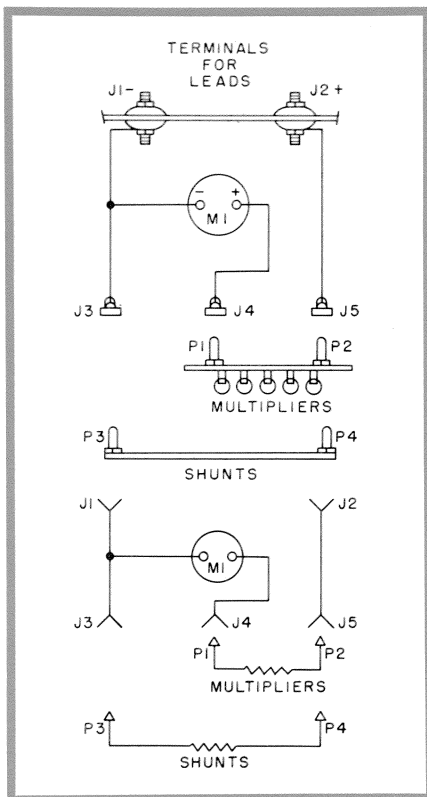 TERMINALS
FOR
LEADS
J1- J2+
- +
M1
J3 J4 J5
P1 P2
MULTIPLIERS
P3 P4
SHUNTS
J1 J2
M1
J3 J4 J5
P1 P2
MULTIPLIERS
P3 P4
SHUNTS